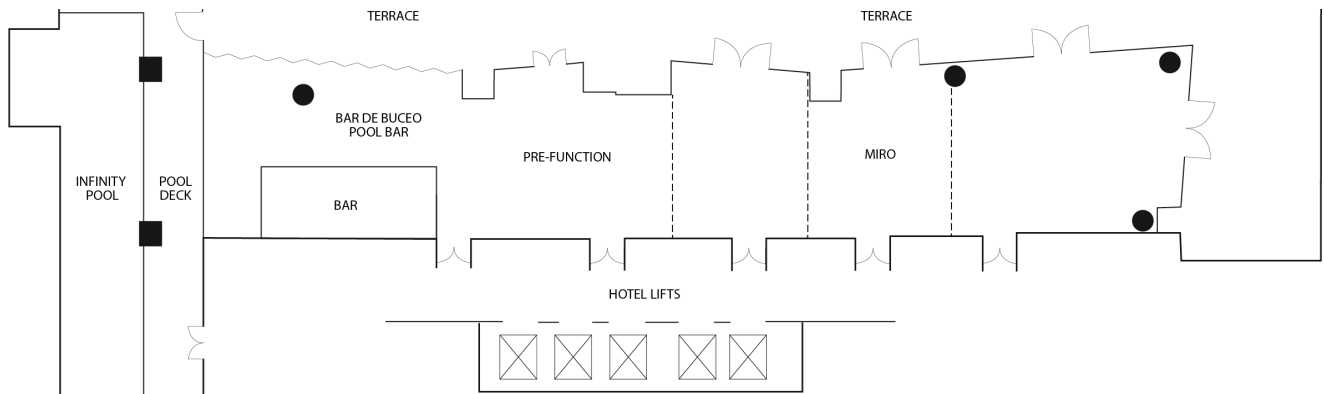 TERRACE
TERRACE
BAR DE BUCEO
POOL BAR
PRE-FUNCTION
MIRO
INFINITY
POOL
POOL
DECK
BAR
HOTEL LIFTS